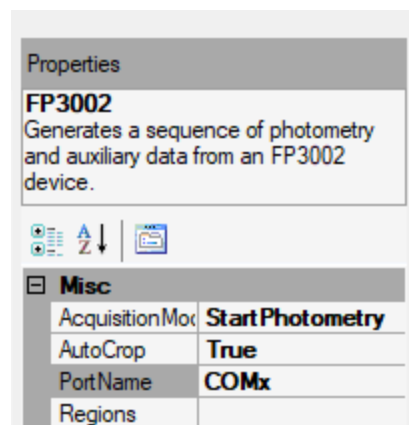 Properties
FP3002
Generates a sequence of photometry
and auxiliary data from an FP3002
device.
A
Z
Misc
AcquisitionMoc StartPhotometry
AutoCrop True
PortName COMx
Regions